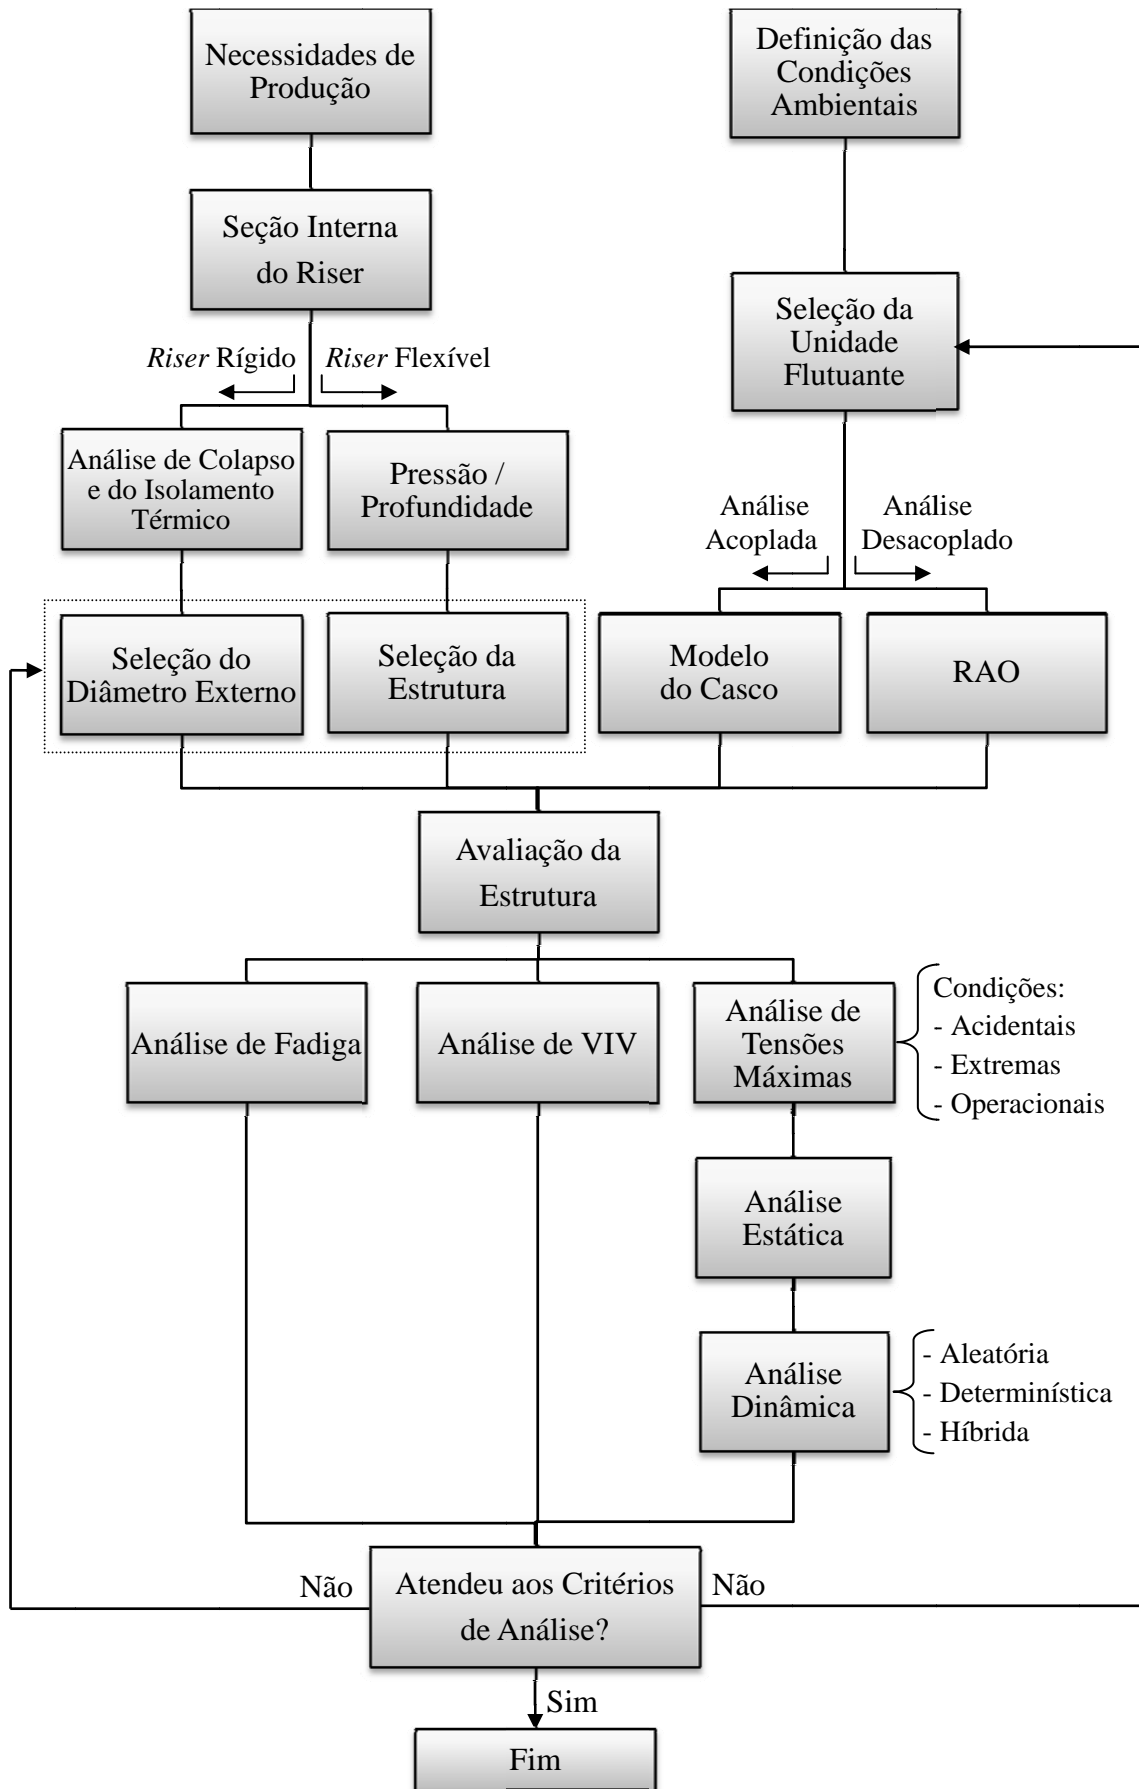 Necessidades de
Produção
Definição das
Condições
Ambientais
Seção Interna
do Riser
Seleção da
Unidade
Flutuante
Riser Rígido
Riser Flexível
Análise de Colapso
e do Isolamento
Térmico
Pressão /
Profundidade
Análise
Acoplada
Análise
Desacoplado
Seleção do
Diâmetro Externo
Seleção da
Estrutura
Modelo
do Casco
RAO
Avaliação da
Estrutura
Análise de Fadiga
Análise de VIV
Análise de
Tensões
Máximas
Condições:
- Acidentais
- Extremas
- Operacionais
Análise
Estática
Análise
Dinâmica
- Aleatória
- Determinística
- Híbrida
Não
Atendeu aos Critérios
de Análise?
Não
Sim
Fim